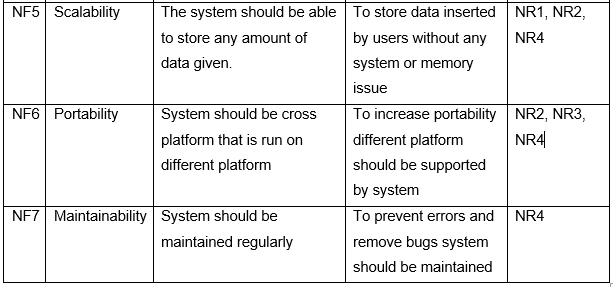 NF5 Scalability The system should be able To store data inserted NR1, NR2,
to store any amount of by users without any NR4
data given. system or memory
issue
NF6 Portability System should be cross To increase portability NR2, NR3,
platform that is run on different platform NR4
different platform should be supported
by system
NF7 Maintainability System should be To prevent errors and NR4
maintained regularly remove bugs system
should be maintained